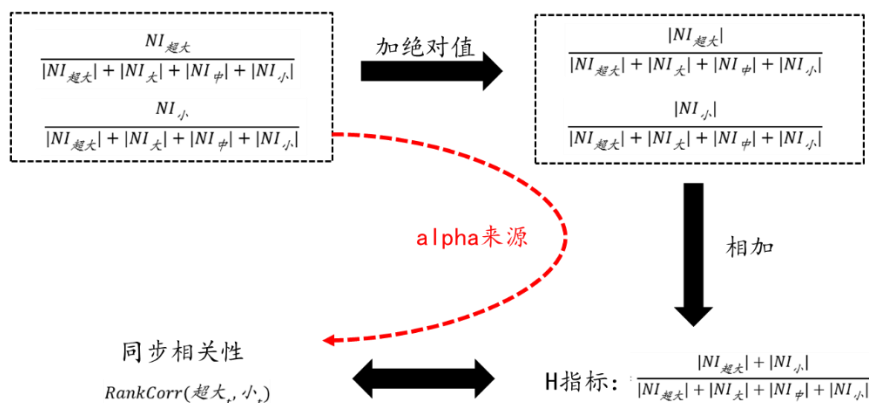 NI超大
|NI超大| + |NI大| + |NI中| + |NI小|
NI小
|NI超大| + |NI大| + |NI中| + |NI小|
加绝对值
|NI超大|
|NI超大| + |NI大| + |NI中| + |NI小|
|NI小|
|NI超大| + |NI大| + |NI中| + |NI小|
alpha来源
相加
同步相关性
RankCorr(超大t, 小t)
H指标:
|NI超大| + |NI小|
|NI超大| + |NI大| + |NI中| + |NI小|